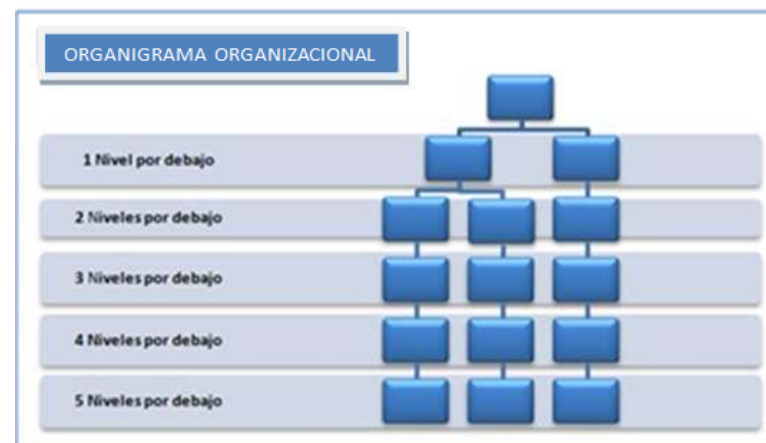 ORGANIGRAMA ORGANIZACIONAL
1 Nivel por debajo
2 Niveles por debajo
3 Niveles por debajo
4 Niveles por debajo
5 Niveles por debajo